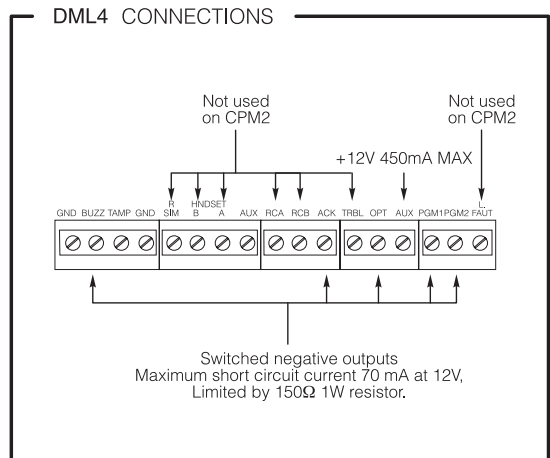 DML4 CONNECTIONS
Not used
on CPM2
Not used
on CPM2
+12V 450mA MAX
R HNDSET L.
GND BUZZ TAMP GND SIM B A AUX RCA RCB ACK TRBL OPT AUX PGM1 PGM2 FAUT
Switched negative outputs
Maximum short circuit current 70 mA at 12V,
Limited by 150Ω 1W resistor.